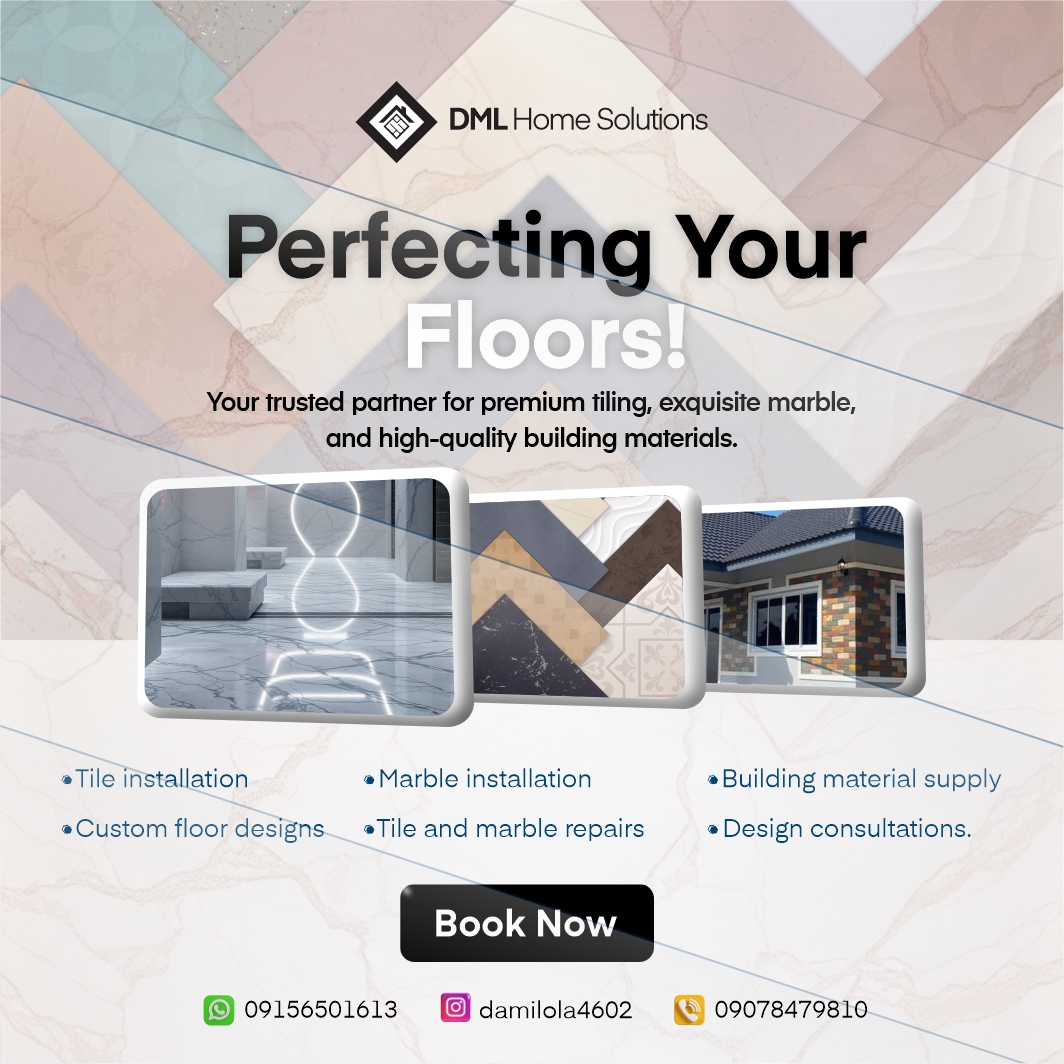 DML Home Solutions
Perfecting Your
Floors!
Your trusted partner for premium tiling, exquisite marble,
and high-quality building materials.
Tile installation
Marble installation
Building material supply
Custom floor designs
Tile and marble repairs
Design consultations.
Book Now
09156501613
damilola4602
09078479810